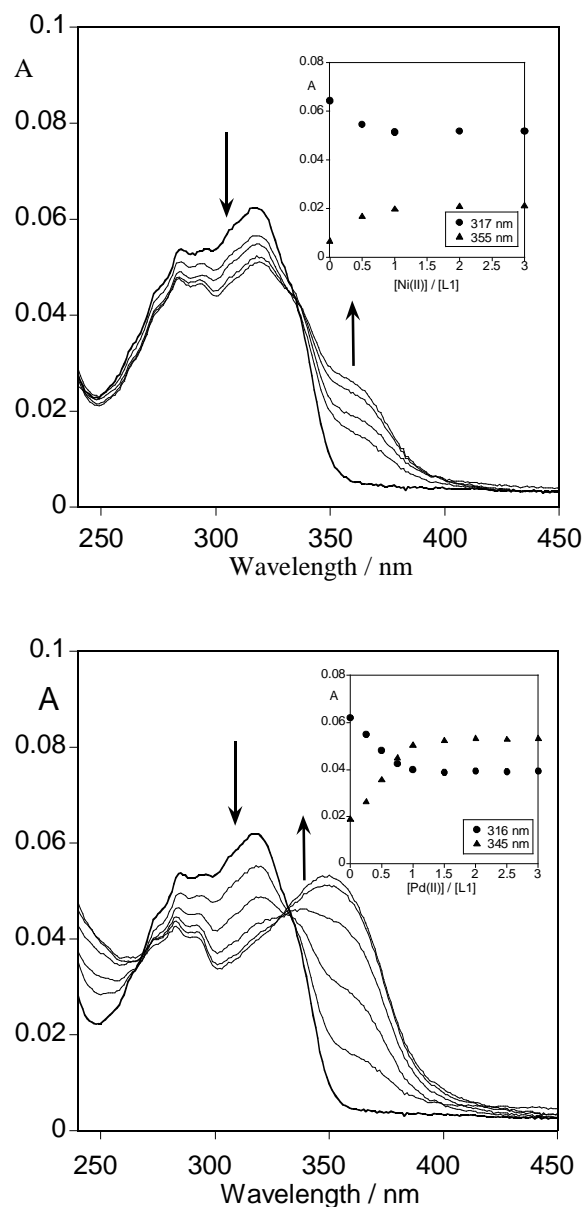 0.1
A
0.08
0.06
0.04
0.02
0
250 300 350 400 450
Wavelength / nm
0.08
A
0.06
0.04
0.02
0
0 0.5 1 1.5 2 2.5 3
[Ni(II)] / [L1]
317 nm
355 nm
0.1
A
0.08
0.06
0.04
0.02
0
250 300 350 400 450
Wavelength / nm
0.08
A
0.06
0.04
0.02
0
0 0.5 1 1.5 2 2.5 3
[Pd(II)] / [L1]
316 nm
345 nm